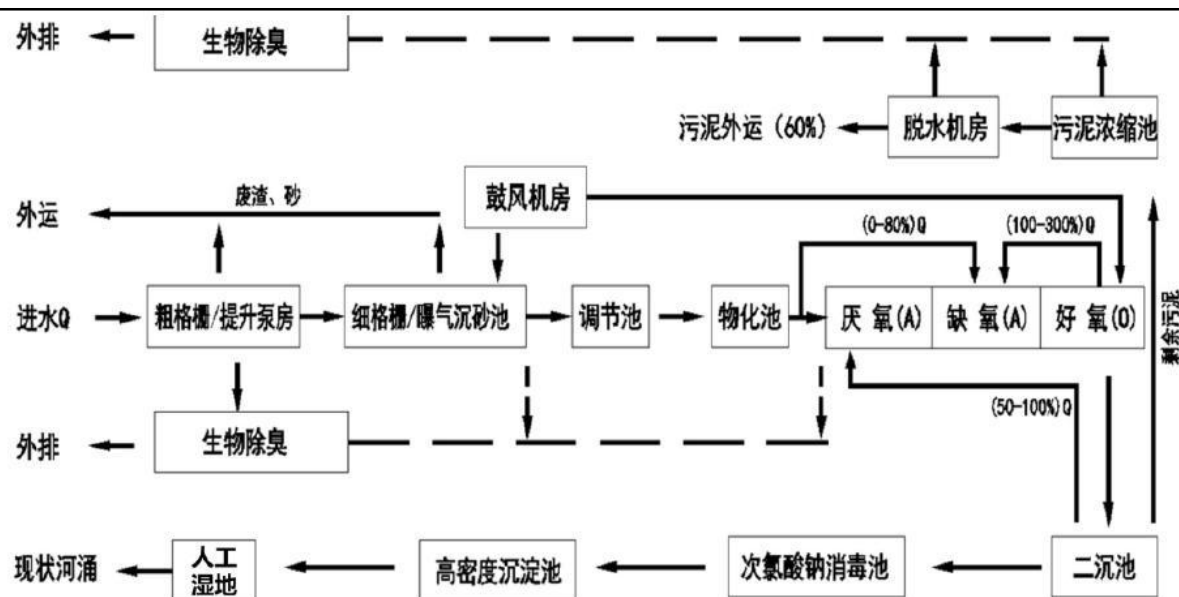 外排
生物除臭
污泥外运（60%）
脱水机房
污泥浓缩池
外运
废渣、砂
鼓风机房
(0-80%)Q
(100-300%)Q
进水Q
粗格栅/提升泵房
细格栅/曝气沉砂池
调节池
物化池
厌 氧(A)
缺 氧(A)
好 氧(O)
剩余污泥
(50-100%)Q
外排
生物除臭
现状河涌
人工
湿地
高密度沉淀池
次氯酸钠消毒池
二沉池